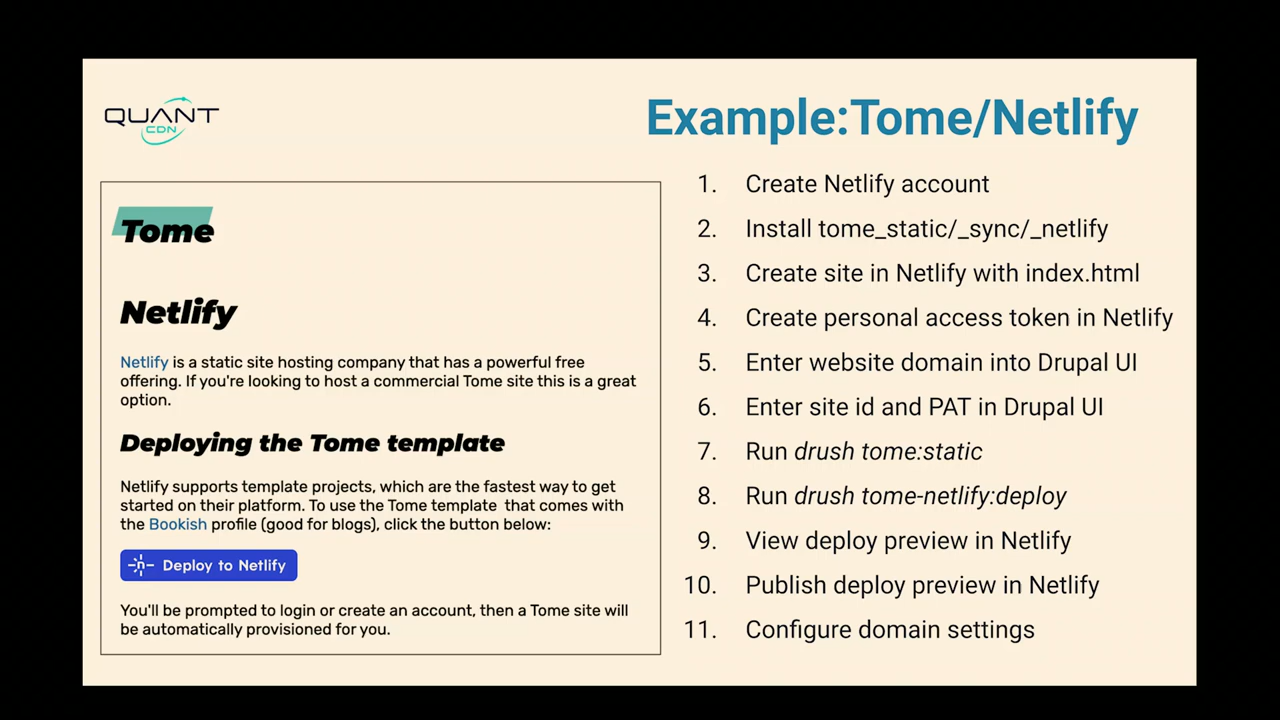 QUANT
CDN
Example:Tome/Netlify
Tome
Netlify
Netlify is a static site hosting company that has a powerful free
offering. If you're looking to host a commercial Tome site this is a great
option.
Deploying the Tome template
Netlify supports template projects, which are the fastest way to get
started on their platform. To use the Tome template that comes with
the Bookish profile (good for blogs), click the button below:
Deploy to Netlify
You'll be prompted to login or create an account, then a Tome site will
be automatically provisioned for you.
1. Create Netlify account
2. Install tome_static/_sync/_netlify
3. Create site in Netlify with index.html
4. Create personal access token in Netlify
5. Enter website domain into Drupal UI
6. Enter site id and PAT in Drupal UI
7. Run drush tome:static
8. Run drush tome-netlify:deploy
9. View deploy preview in Netlify
10. Publish deploy preview in Netlify
11. Configure domain settings